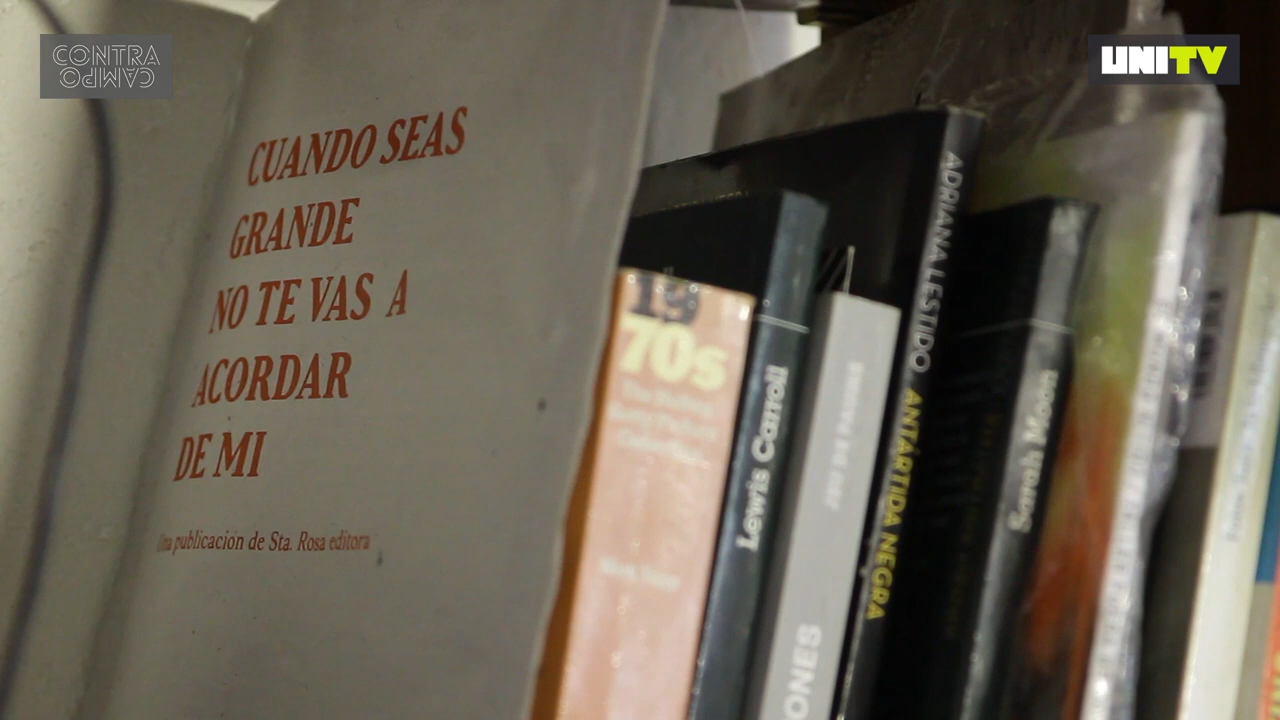 CONTRA
CAMPO
UNITV
CUANDO SEAS
GRANDE
NO TE VAS A
ACORDAR
DE MI
Una publicación de Sta. Rosa editora
19
70s
Lewis Carroll
ONES
ADRIANA LESTIDO ANTÁRTIDA NEGRA
Sarah Moon